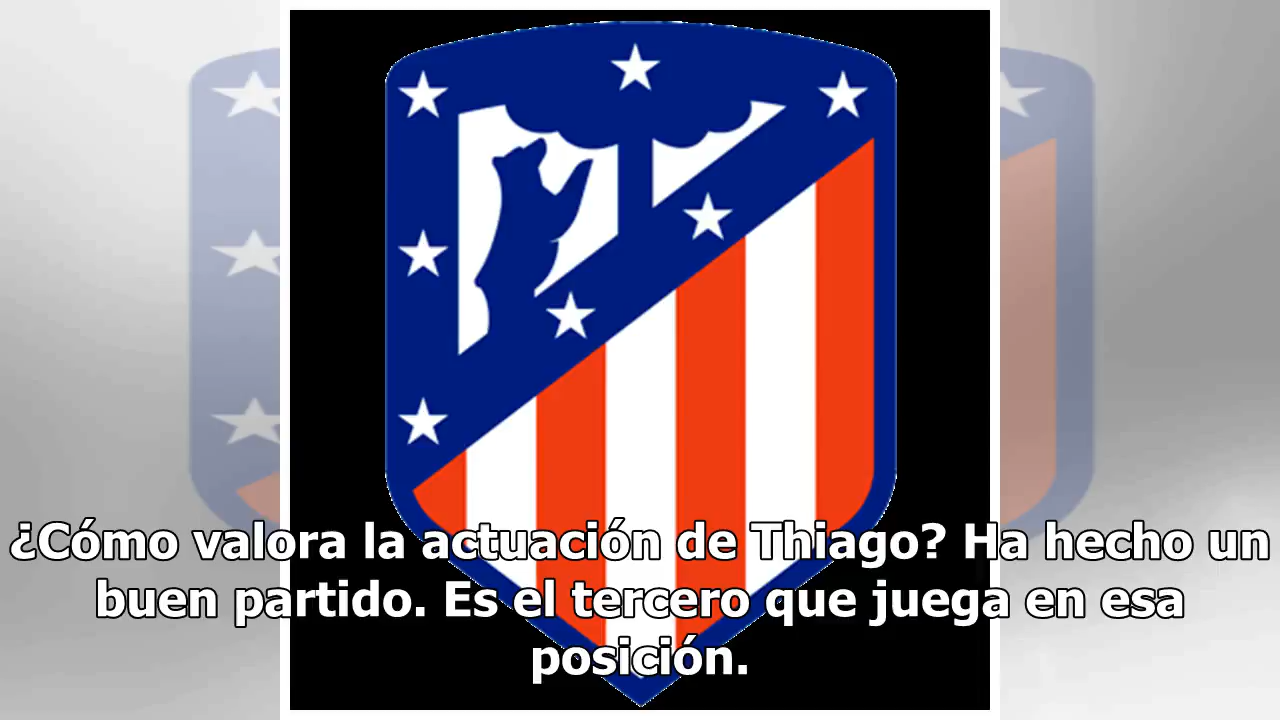 ¿Cómo valora la actuación de Thiago? Ha hecho un
buen partido. Es el tercero que juega en esa
posición.